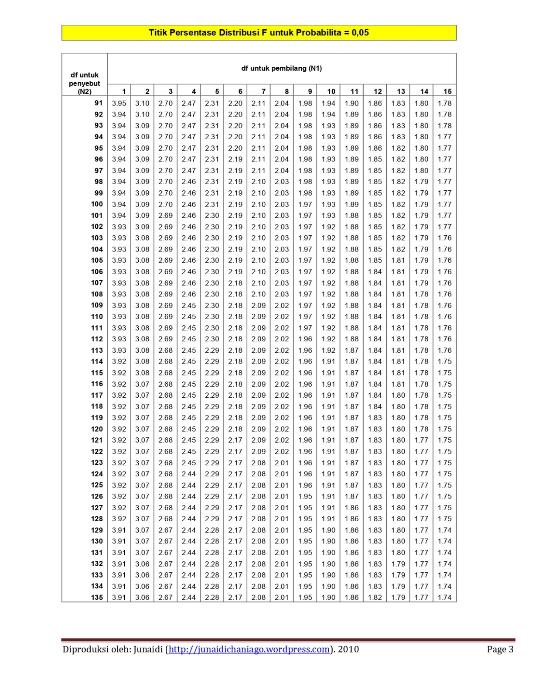 Titik Persentase Distribusi F untuk Probabilita = 0,05
df untuk penyebut (N2)
df untuk pembilang (N1)
1 2 3 4 5 6 7 8 9 10 11 12 13 14 15
91 3.95 3.10 2.70 2.47 2.31 2.20 2.11 2.04 1.98 1.94 1.90 1.86 1.83 1.80 1.78
92 3.94 3.10 2.70 2.47 2.31 2.20 2.11 2.04 1.98 1.94 1.89 1.86 1.83 1.80 1.78
93 3.94 3.09 2.70 2.47 2.31 2.20 2.11 2.04 1.98 1.93 1.89 1.86 1.83 1.80 1.78
94 3.94 3.09 2.70 2.47 2.31 2.20 2.11 2.04 1.98 1.93 1.89 1.86 1.83 1.80 1.77
95 3.94 3.09 2.70 2.47 2.31 2.20 2.11 2.04 1.98 1.93 1.89 1.86 1.82 1.80 1.77
96 3.94 3.09 2.70 2.47 2.31 2.19 2.11 2.04 1.98 1.93 1.89 1.85 1.82 1.80 1.77
97 3.94 3.09 2.70 2.47 2.31 2.19 2.11 2.04 1.98 1.93 1.89 1.85 1.82 1.80 1.77
98 3.94 3.09 2.70 2.46 2.31 2.19 2.10 2.03 1.98 1.93 1.89 1.85 1.82 1.79 1.77
99 3.94 3.09 2.70 2.46 2.31 2.19 2.10 2.03 1.98 1.93 1.89 1.85 1.82 1.79 1.77
100 3.94 3.09 2.70 2.46 2.31 2.19 2.10 2.03 1.97 1.93 1.89 1.85 1.82 1.79 1.77
101 3.94 3.09 2.69 2.46 2.30 2.19 2.10 2.03 1.97 1.93 1.88 1.85 1.82 1.79 1.77
102 3.93 3.09 2.69 2.46 2.30 2.19 2.10 2.03 1.97 1.92 1.88 1.85 1.82 1.79 1.77
103 3.93 3.08 2.69 2.46 2.30 2.19 2.10 2.03 1.97 1.92 1.88 1.85 1.82 1.79 1.76
104 3.93 3.08 2.69 2.46 2.30 2.19 2.10 2.03 1.97 1.92 1.88 1.85 1.82 1.79 1.76
105 3.93 3.08 2.69 2.46 2.30 2.19 2.10 2.03 1.97 1.92 1.88 1.85 1.81 1.79 1.76
106 3.93 3.08 2.69 2.46 2.30 2.19 2.10 2.03 1.97 1.92 1.88 1.84 1.81 1.79 1.76
107 3.93 3.08 2.69 2.46 2.30 2.18 2.10 2.03 1.97 1.92 1.88 1.84 1.81 1.79 1.76
108 3.93 3.08 2.69 2.46 2.30 2.18 2.10 2.03 1.97 1.92 1.88 1.84 1.81 1.78 1.76
109 3.93 3.08 2.69 2.45 2.30 2.18 2.09 2.02 1.97 1.92 1.88 1.84 1.81 1.78 1.76
110 3.93 3.08 2.69 2.45 2.30 2.18 2.09 2.02 1.97 1.92 1.88 1.84 1.81 1.78 1.76
111 3.93 3.08 2.69 2.45 2.30 2.18 2.09 2.02 1.97 1.92 1.88 1.84 1.81 1.78 1.76
112 3.93 3.08 2.69 2.45 2.30 2.18 2.09 2.02 1.96 1.92 1.88 1.84 1.81 1.78 1.76
113 3.93 3.08 2.68 2.45 2.29 2.18 2.09 2.02 1.96 1.92 1.87 1.84 1.81 1.78 1.76
114 3.92 3.08 2.68 2.45 2.29 2.18 2.09 2.02 1.96 1.91 1.87 1.84 1.81 1.78 1.75
115 3.92 3.08 2.68 2.45 2.29 2.18 2.09 2.02 1.96 1.91 1.87 1.84 1.81 1.78 1.75
116 3.92 3.07 2.68 2.45 2.29 2.18 2.09 2.02 1.96 1.91 1.87 1.84 1.81 1.78 1.75
117 3.92 3.07 2.68 2.45 2.29 2.18 2.09 2.02 1.96 1.91 1.87 1.84 1.80 1.78 1.75
118 3.92 3.07 2.68 2.45 2.29 2.18 2.09 2.02 1.96 1.91 1.87 1.84 1.80 1.78 1.75
119 3.92 3.07 2.68 2.45 2.29 2.18 2.09 2.02 1.96 1.91 1.87 1.83 1.80 1.78 1.75
120 3.92 3.07 2.68 2.45 2.29 2.18 2.09 2.02 1.96 1.91 1.87 1.83 1.80 1.78 1.75
121 3.92 3.07 2.68 2.45 2.29 2.17 2.09 2.02 1.96 1.91 1.87 1.83 1.80 1.77 1.75
122 3.92 3.07 2.68 2.45 2.29 2.17 2.09 2.02 1.96 1.91 1.87 1.83 1.80 1.77 1.75
123 3.92 3.07 2.68 2.45 2.29 2.17 2.08 2.01 1.96 1.91 1.87 1.83 1.80 1.77 1.75
124 3.92 3.07 2.68 2.44 2.29 2.17 2.08 2.01 1.96 1.91 1.87 1.83 1.80 1.77 1.75
125 3.92 3.07 2.68 2.44 2.29 2.17 2.08 2.01 1.96 1.91 1.87 1.83 1.80 1.77 1.75
126 3.92 3.07 2.68 2.44 2.29 2.17 2.08 2.01 1.95 1.91 1.87 1.83 1.80 1.77 1.75
127 3.92 3.07 2.68 2.44 2.29 2.17 2.08 2.01 1.95 1.91 1.86 1.83 1.80 1.77 1.75
128 3.92 3.07 2.68 2.44 2.29 2.17 2.08 2.01 1.95 1.91 1.86 1.83 1.80 1.77 1.75
129 3.91 3.07 2.67 2.44 2.28 2.17 2.08 2.01 1.95 1.90 1.86 1.83 1.80 1.77 1.74
130 3.91 3.07 2.67 2.44 2.28 2.17 2.08 2.01 1.95 1.90 1.86 1.83 1.80 1.77 1.74
131 3.91 3.07 2.67 2.44 2.28 2.17 2.08 2.01 1.95 1.90 1.86 1.83 1.80 1.77 1.74
132 3.91 3.06 2.67 2.44 2.28 2.17 2.08 2.01 1.95 1.90 1.86 1.83 1.79 1.77 1.74
133 3.91 3.06 2.67 2.44 2.28 2.17 2.08 2.01 1.95 1.90 1.86 1.83 1.79 1.77 1.74
134 3.91 3.06 2.67 2.44 2.28 2.17 2.08 2.01 1.95 1.90 1.86 1.83 1.79 1.77 1.74
135 3.91 3.06 2.67 2.44 2.28 2.17 2.08 2.01 1.95 1.90 1.86 1.82 1.79 1.77 1.74
Diproduksi oleh: Junaidi (http://junaidichaniago.wordpress.com). 2010 Page 3